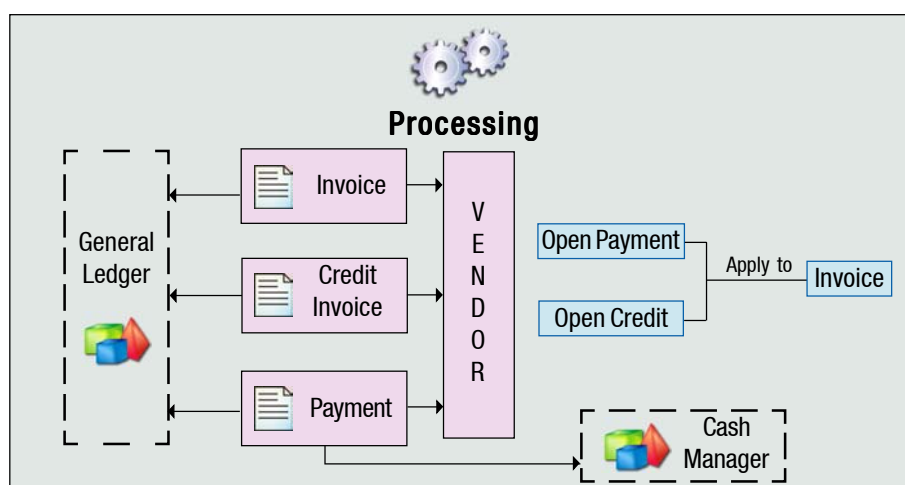 Processing
General
Ledger
Invoice
Credit
Invoice
Payment
V
E
N
D
O
R
Open Payment
Open Credit
Apply to
Invoice
Cash
Manager